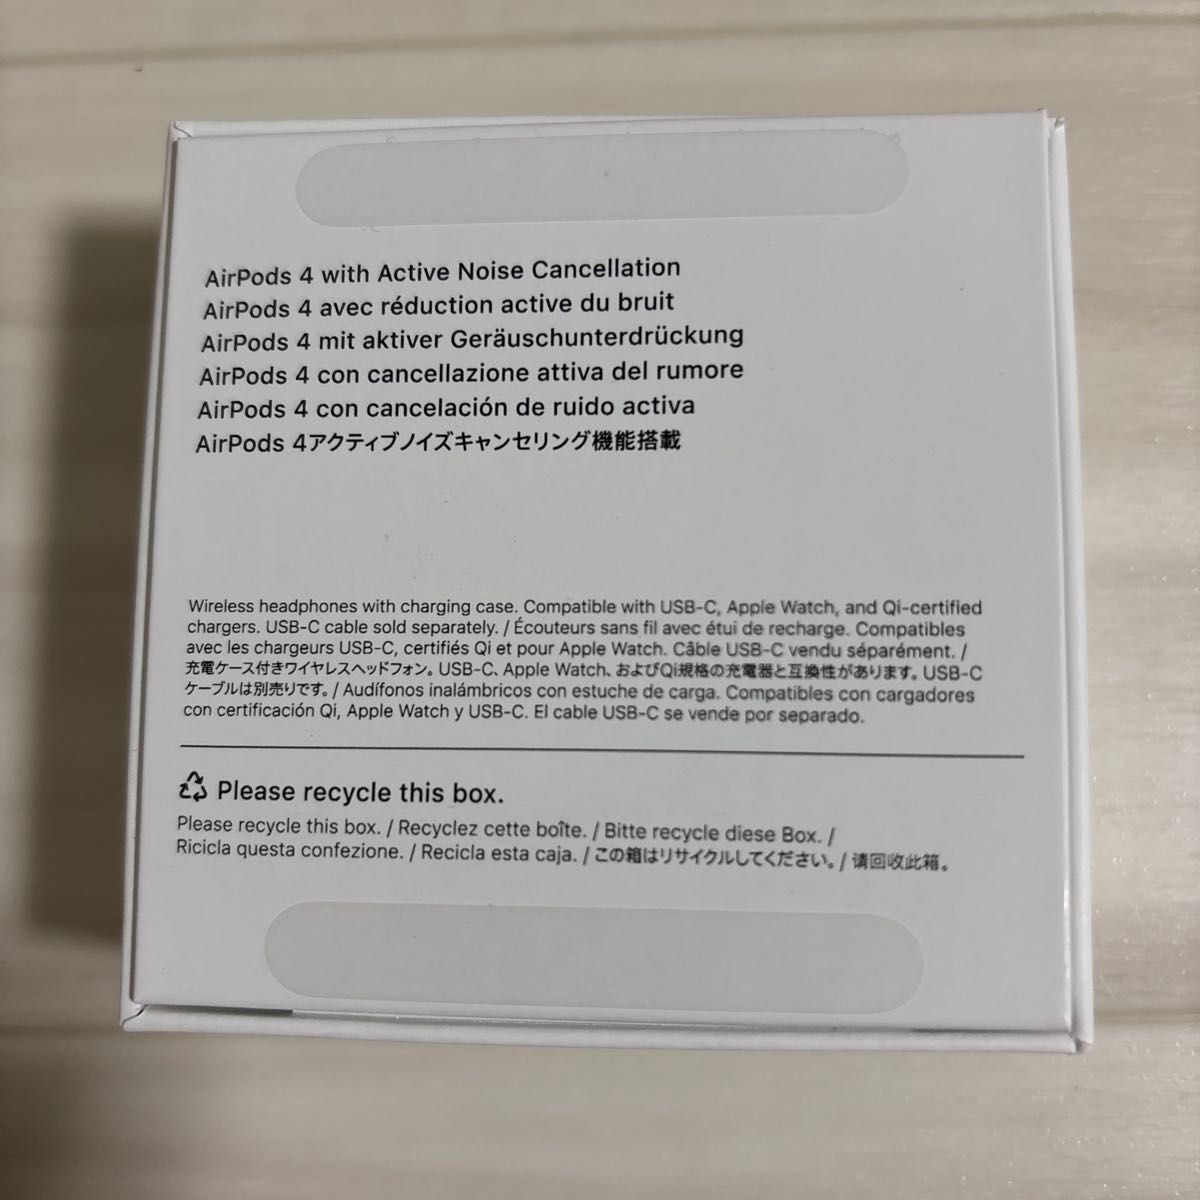 AirPods 4 with Active Noise Cancellation
AirPods 4 avec réduction active du bruit
AirPods 4 mit aktiver Geräuschunterdrückung
AirPods 4 con cancellazione attiva del rumore
AirPods 4 con cancelación de ruido activa
AirPods 4アクティブノイズキャンセリング機能搭載
Wireless headphones with charging case. Compatible with USB-C, Apple Watch, and Qi-certified
chargers. USB-C cable sold separately. / Écouteurs sans fil avec étui de recharge. Compatibles
avec les chargeurs USB-C, certifiés Qi et pour Apple Watch. Câble USB-C vendu séparément. /
充電ケース付きワイヤレスヘッドフォン。USB-C、Apple Watch、およびQi規格の充電器と互換性があります。USB-C
ケーブルは別売りです。/ Audífonos inalámbricos con estuche de carga. Compatibles con cargadores
con certificación Qi, Apple Watch y USB-C. El cable USB-C se vende por separado.
Please recycle this box.
Please recycle this box. / Recyclez cette boîte. / Bitte recycle diese Box. /
Ricicla questa confezione. / Recicla esta caja. / この箱はリサイクルしてください。/ 请回收此箱。